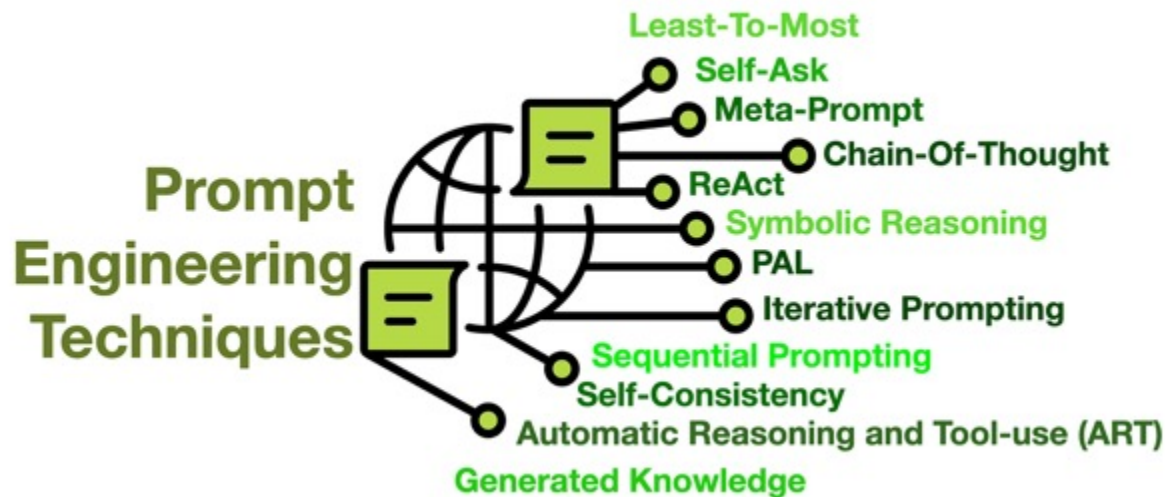 Prompt
Engineering
Techniques
Least-To-Most
Self-Ask
Meta-Prompt
Chain-Of-Thought
ReAct
Symbolic Reasoning
PAL
Iterative Prompting
Sequential Prompting
Self-Consistency
Automatic Reasoning and Tool-use (ART)
Generated Knowledge